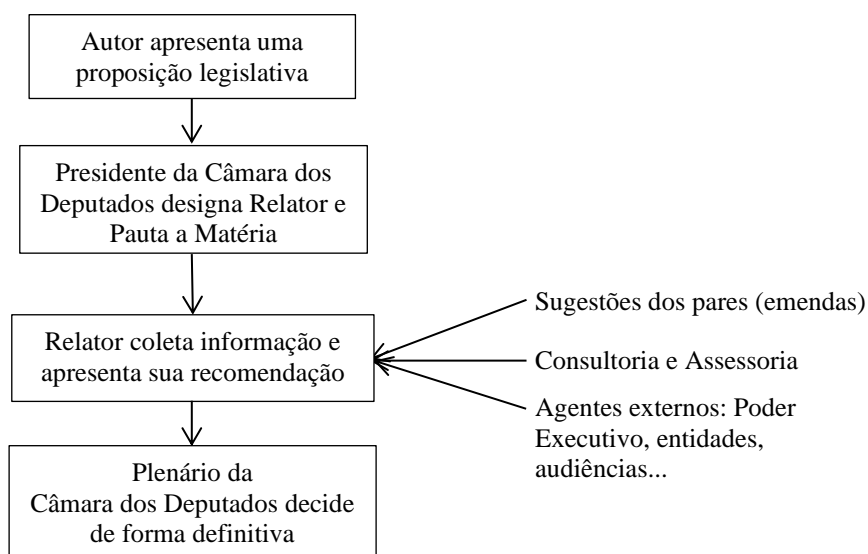 Autor apresenta uma
proposição legislativa
Presidente da Câmara dos
Deputados designa Relator e
Pauta a Matéria
Relator coleta informação e
apresenta sua recomendação
Sugestões dos pares (emendas)
Consultoria e Assessoria
Agentes externos: Poder
Executivo, entidades,
audiências...
Plenário da
Câmara dos Deputados decide
de forma definitiva